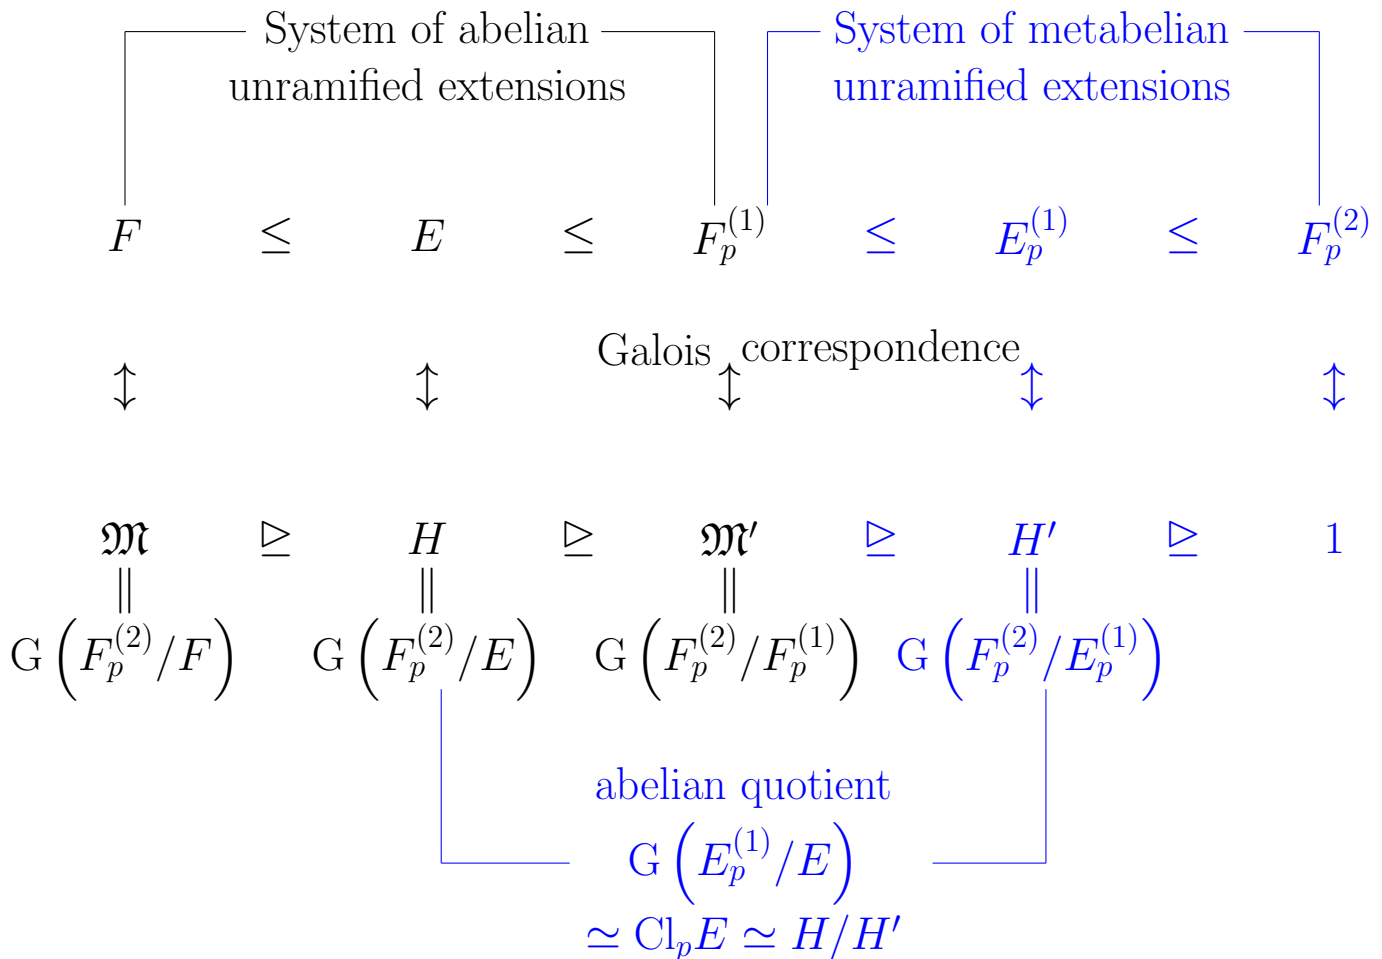 System of abelian
unramified extensions
System of metabelian
unramified extensions
F ≤ E ≤ F_p^{(1)} ≤ E_p^{(1)} ≤ F_p^{(2)}
Galois correspondence
↕ ↕ ↕ ↕ ↕
𝔐 ⊵ H ⊵ 𝔐′ ⊵ H′ ⊵ 1
‖ ‖ ‖ ‖
G(F_p^{(2)}/F) G(F_p^{(2)}/E) G(F_p^{(2)}/F_p^{(1)}) G(F_p^{(2)}/E_p^{(1)})
abelian quotient
G(E_p^{(1)}/E)
≃ Cl_pE ≃ H/H′